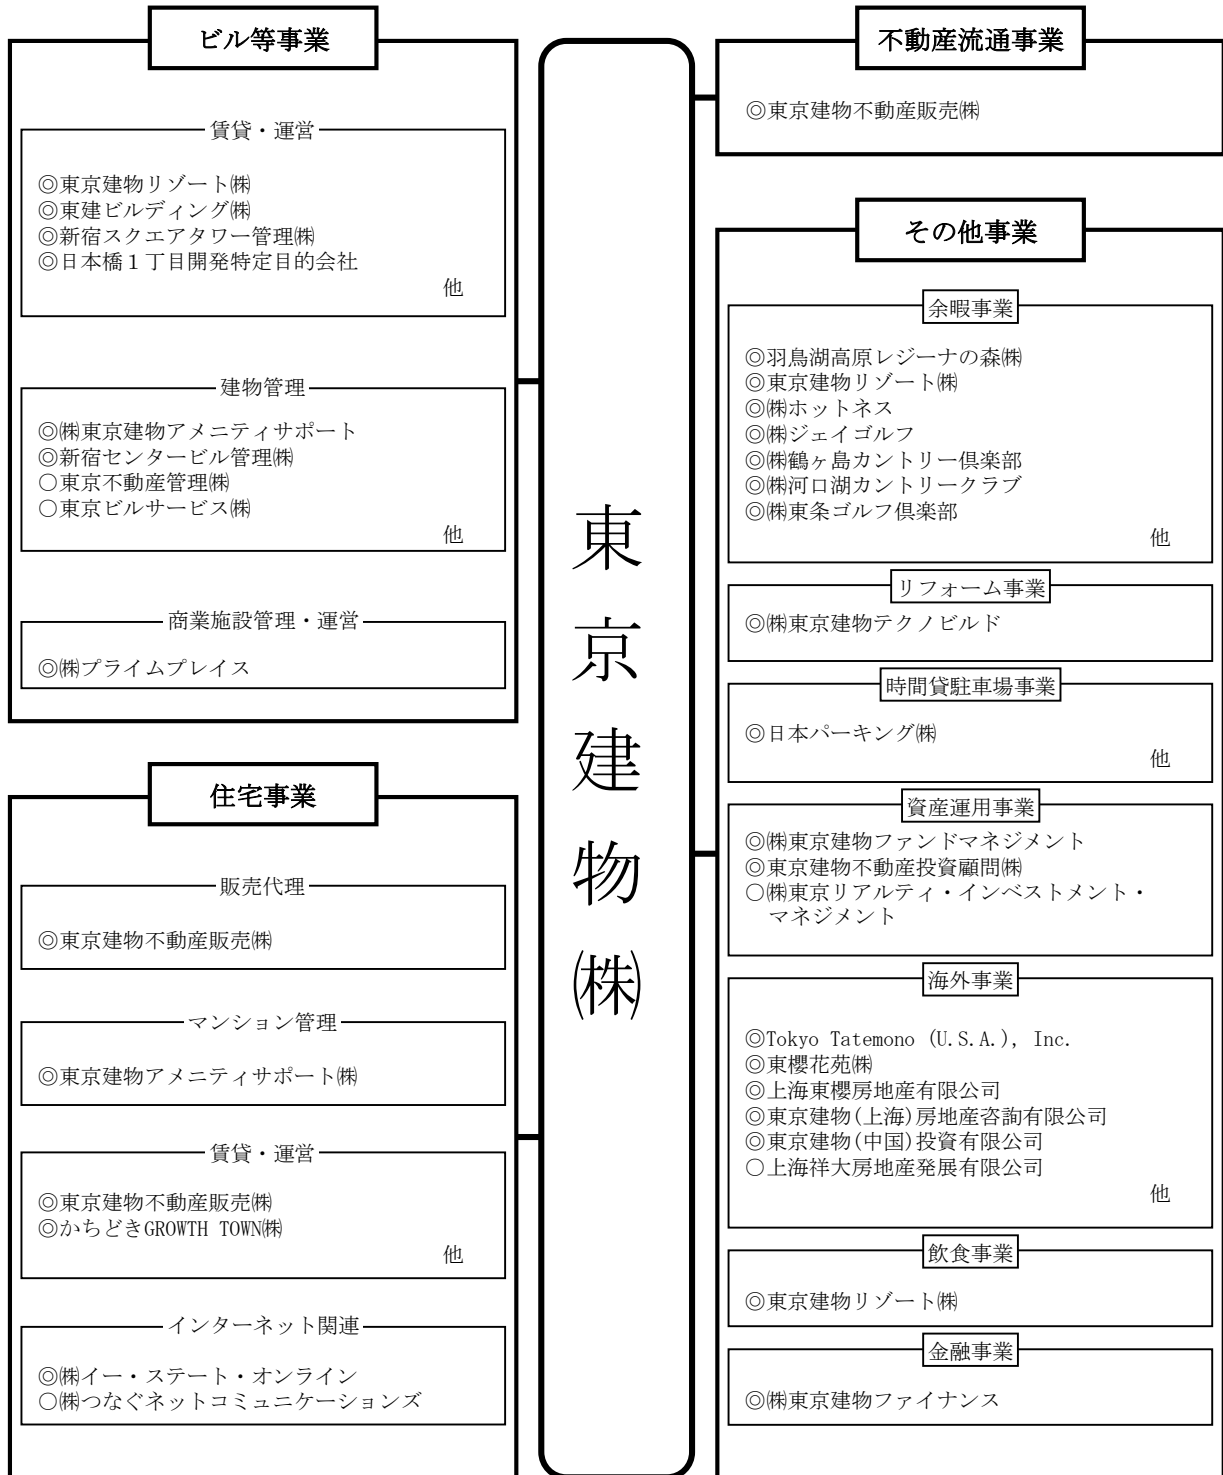 ビル等事業
賃貸・運営
◎東京建物リゾート㈱
◎東建ビルディング㈱
◎新宿スクエアタワー管理㈱
◎日本橋１丁目開発特定目的会社
他
建物管理
◎㈱東京建物アメニティサポート
◎新宿センタービル管理㈱
○東京不動産管理㈱
○東京ビルサービス㈱
他
商業施設管理・運営
◎㈱プライムプレイス
住宅事業
販売代理
◎東京建物不動産販売㈱
マンション管理
◎東京建物アメニティサポート㈱
賃貸・運営
◎東京建物不動産販売㈱
◎かちどきGROWTH TOWN㈱
他
インターネット関連
◎㈱イー・ステート・オンライン
○㈱つなぐネットコミュニケーションズ
東京建物㈱
不動産流通事業
◎東京建物不動産販売㈱
その他事業
余暇事業
◎羽鳥湖高原レジーナの森㈱
◎東京建物リゾート㈱
◎㈱ホットネス
◎㈱ジェイゴルフ
◎㈱鶴ヶ島カントリー倶楽部
◎㈱河口湖カントリークラブ
◎㈱東条ゴルフ倶楽部
他
リフォーム事業
◎㈱東京建物テクノビルド
時間貸駐車場事業
◎日本パーキング㈱
他
資産運用事業
◎㈱東京建物ファンドマネジメント
◎東京建物不動産投資顧問㈱
○㈱東京リアルティ・インベストメント・
マネジメント
海外事業
◎Tokyo Tatemono (U.S.A.), Inc.
◎東櫻花苑㈱
◎上海東櫻房地産有限公司
◎東京建物(上海)房地産咨詢有限公司
◎東京建物(中国)投資有限公司
○上海祥大房地産発展有限公司
他
飲食事業
◎東京建物リゾート㈱
金融事業
◎㈱東京建物ファイナンス